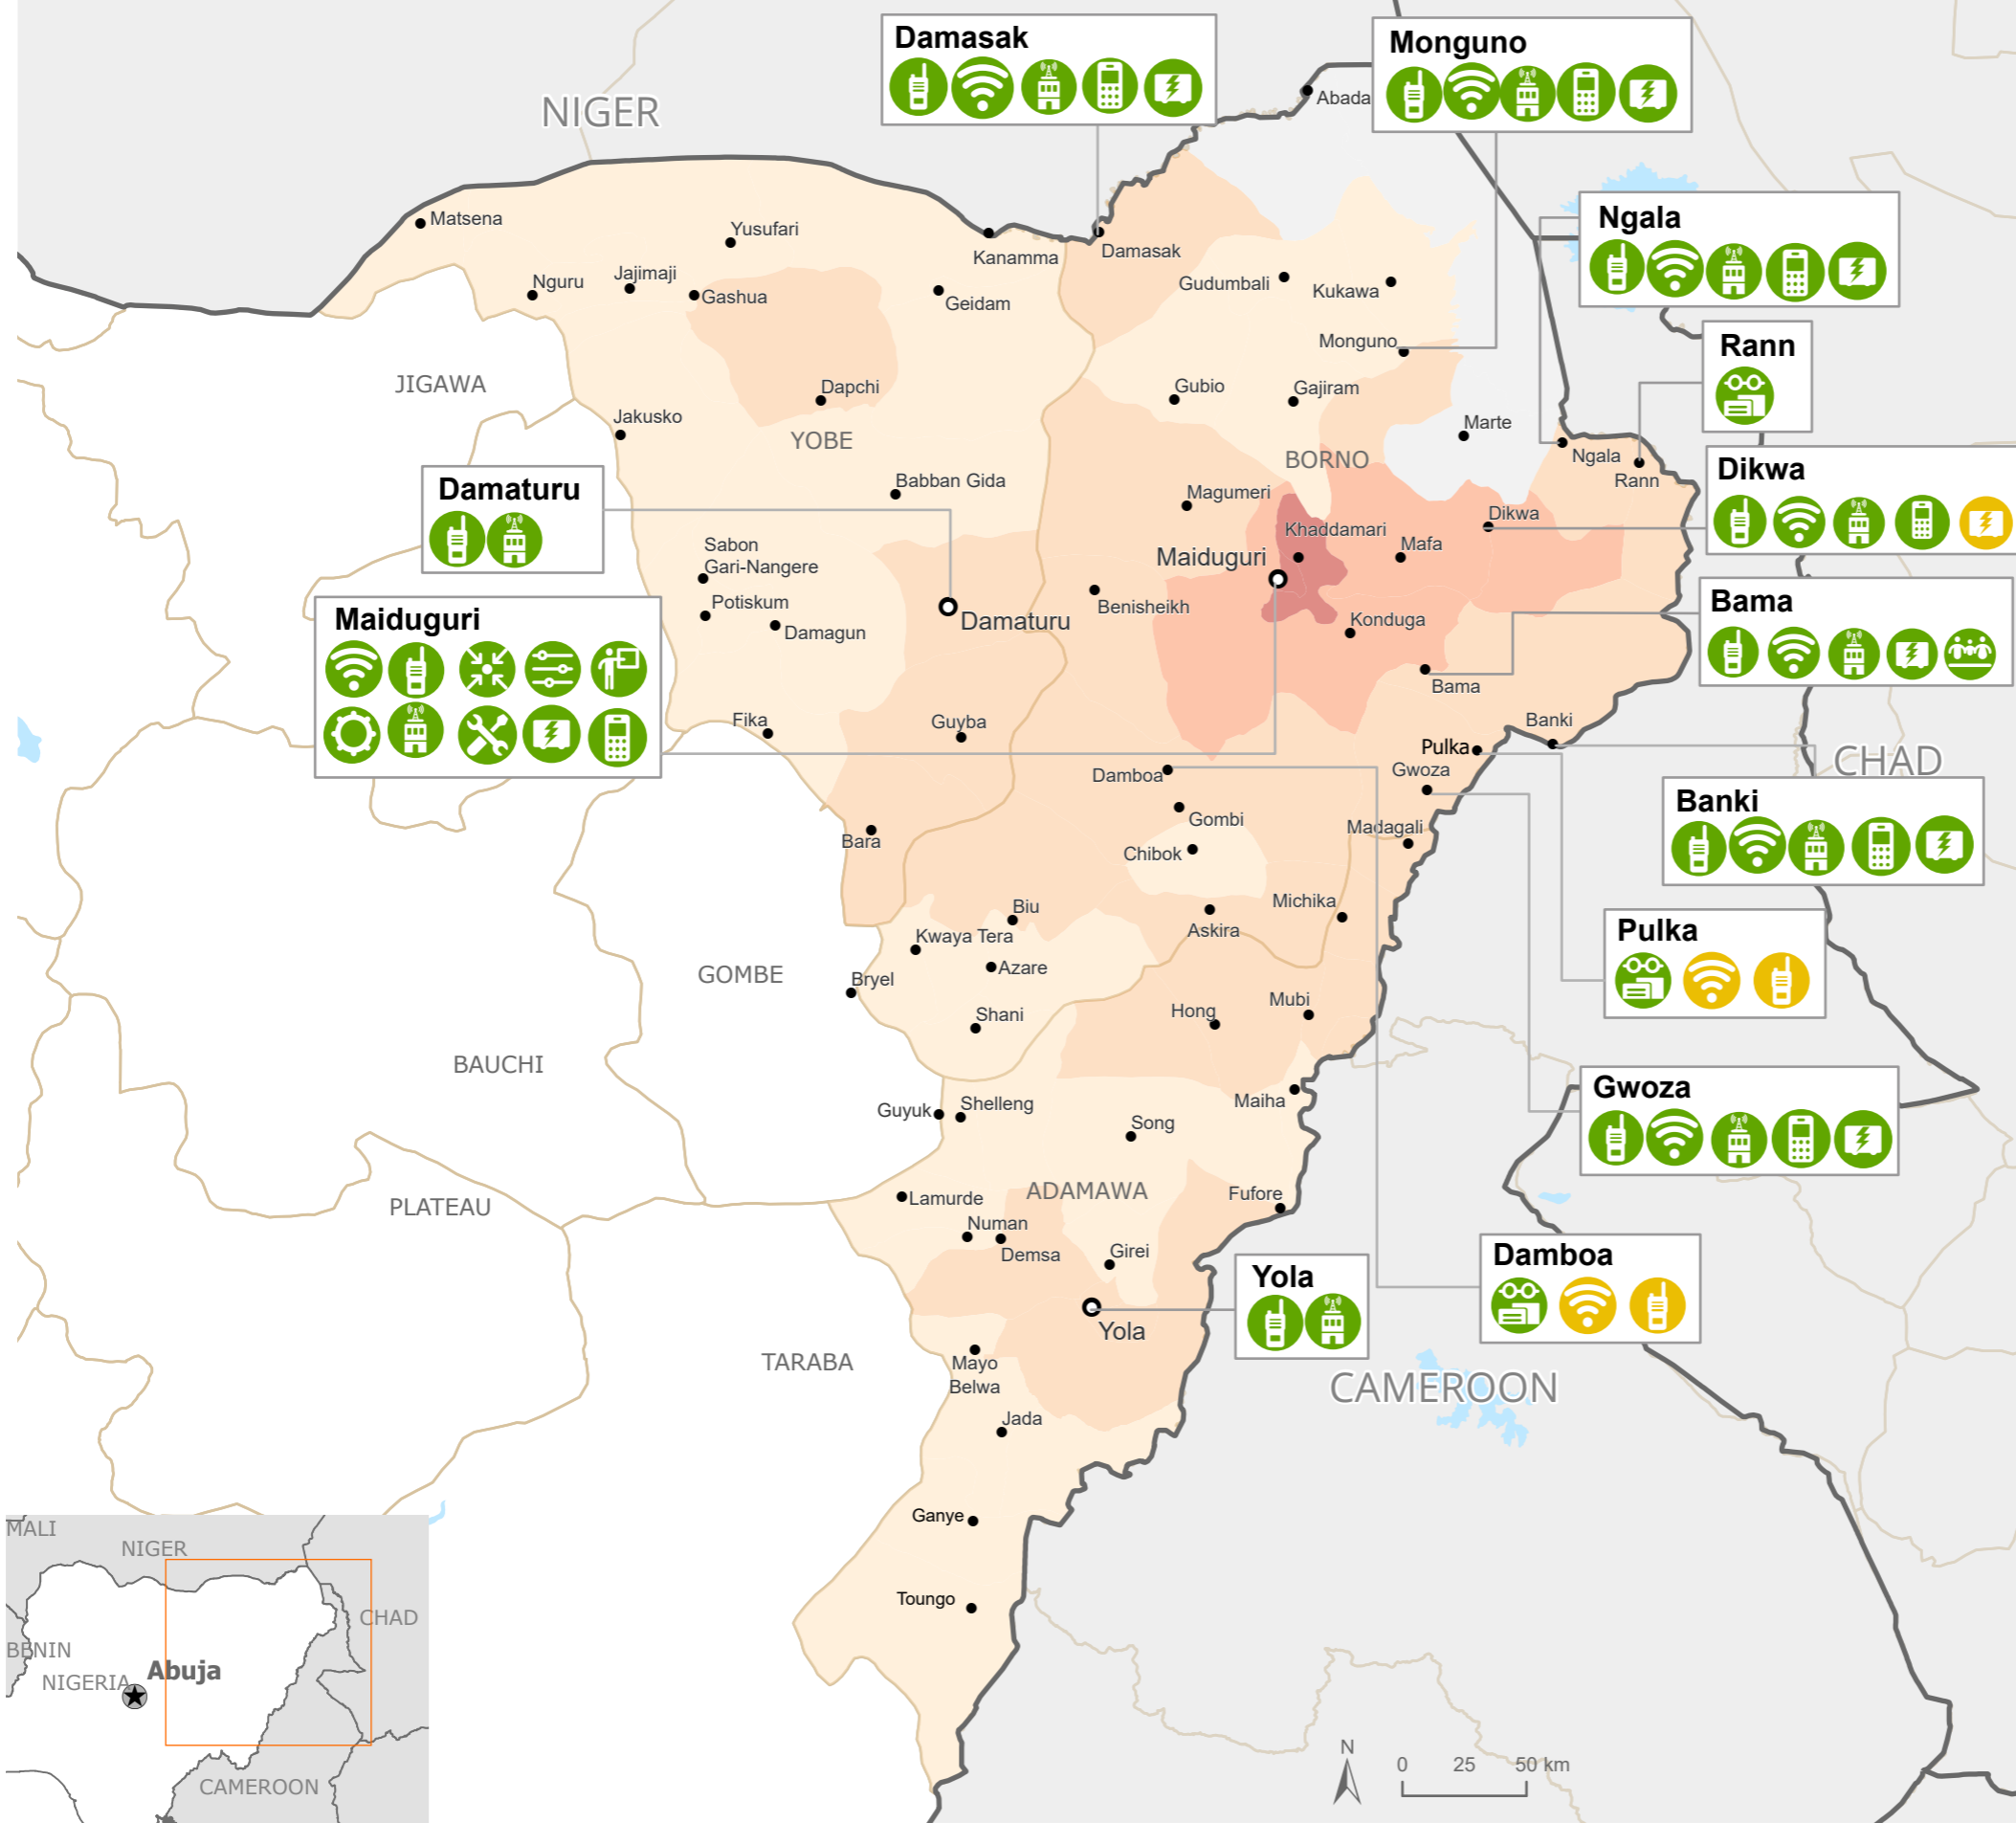 Damasak
Monguno
NIGER
Abada
Ngala
Matsena
Yusufari
Kanamma
Damasak
Nguru
Jajimaji
Gashua
Geidam
Gudumbali
Kukawa
Monguno
Rann
JIGAWA
Dapchi
Gubio
Gajiram
Jakusko
YOBE
Marte
BORNO
Ngala
Rann
Dikwa
Damaturu
Babban Gida
Magumeri
Dikwa
Khaddamari
Mafa
Maiduguri
Sabon
Gari-Nangere
Potiskum
Damagun
Damaturu
Benisheikh
Konduga
Bama
Maiduguri
Bama
Fika
Guyba
Banki
Pulka
Gwoza
CHAD
Damboa
Banki
Gombi
Madagali
Bara
Chibok
Michika
Biu
Askira
Pulka
Kwaya Tera
Azare
GOMBE
Bryel
Shani
Hong
Mubi
BAUCHI
Gwoza
Maiha
Guyuk
Shelleng
Song
PLATEAU
Lamurde
ADAMAWA
Fufore
Numan
Demsa
Girei
Yola
Damboa
Yola
TARABA
Mayo
Belwa
CAMEROON
Jada
Ganye
Toungo
MALI
NIGER
CHAD
BENIN
NIGERIA
Abuja
CAMEROON
N
0 25 50 km